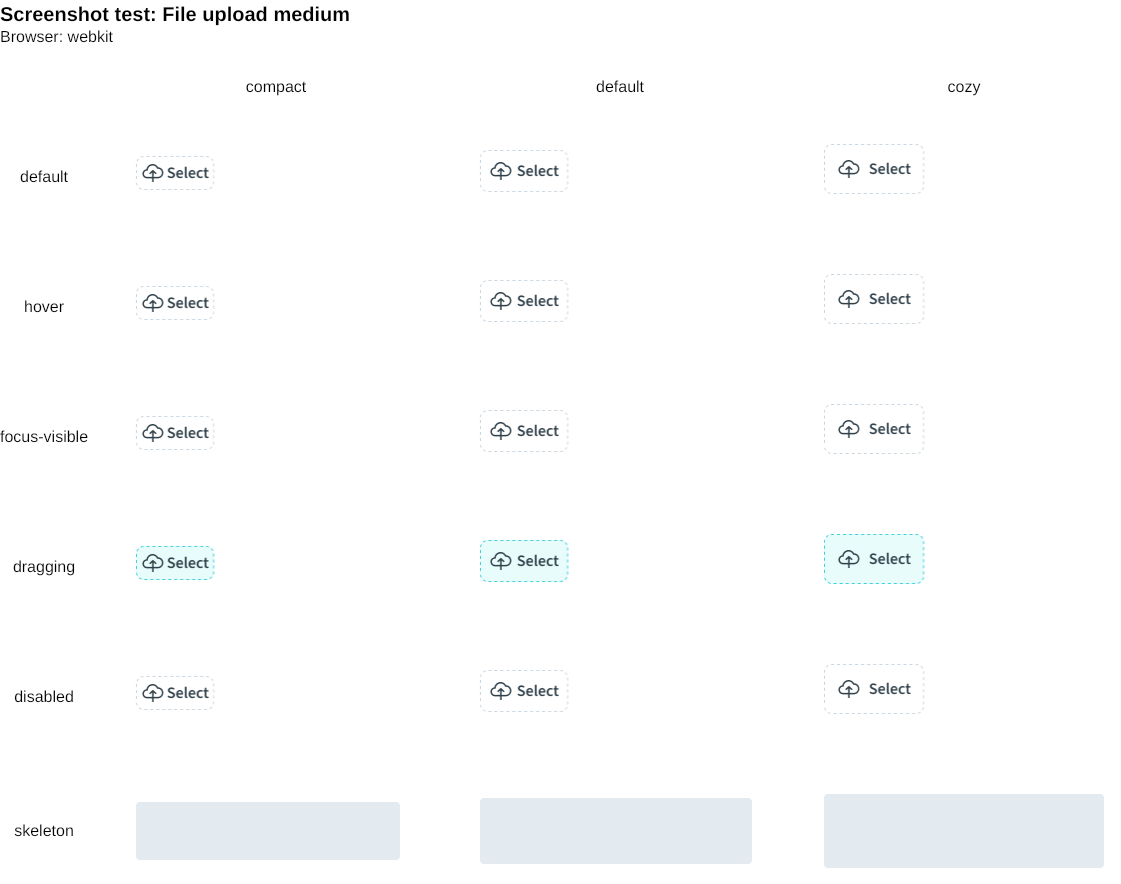 Screenshot test: File upload medium
Browser: webkit
compact default cozy
default Select Select Select
hover Select Select Select
focus-visible Select Select Select
dragging Select Select Select
disabled Select Select Select
skeleton